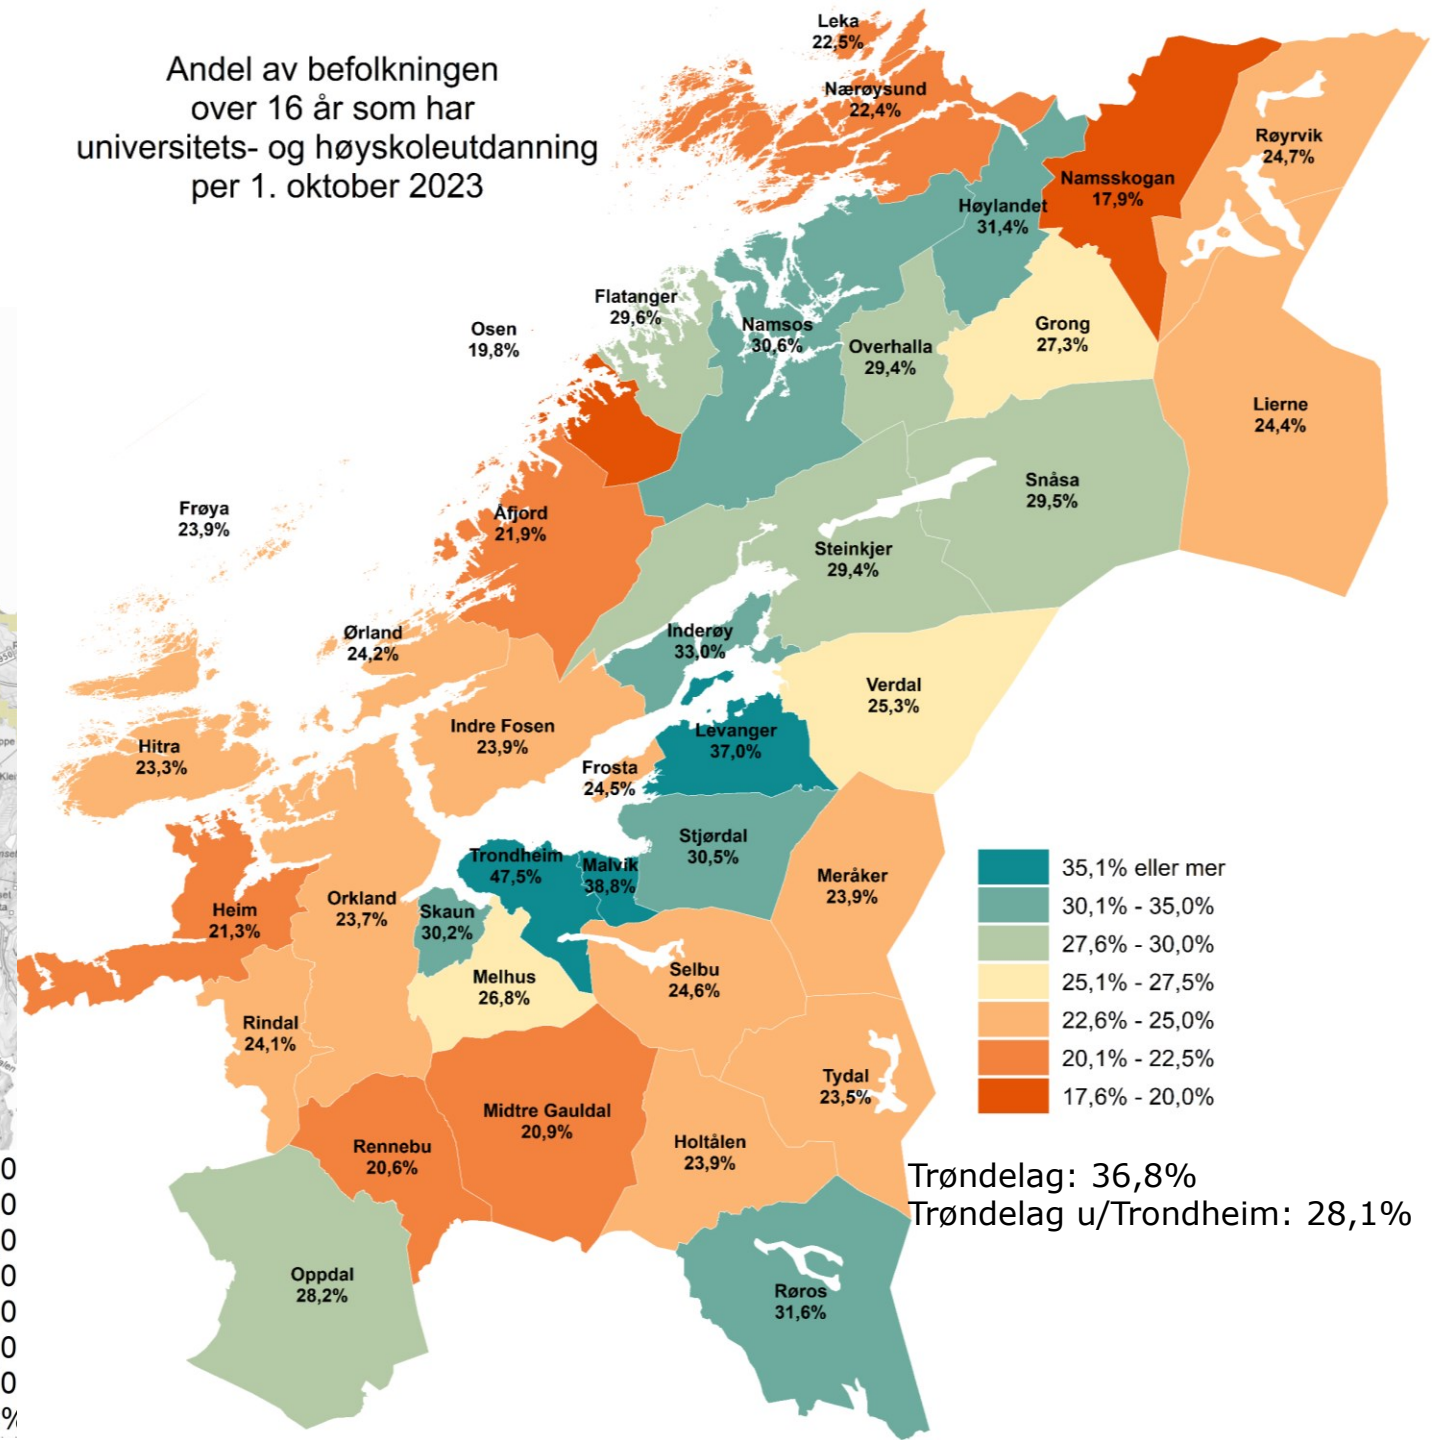 Andel av befolkningen
over 16 år som har
universitets- og høyskoleutdanning
per 1. oktober 2023
Leka
22,5%
Nærøysund
22,4%
Røyrvik
24,7%
Namsskogan
17,9%
Høylandet
31,4%
Flatanger
29,6%
Osen
19,8%
Namsos
30,6%
Overhalla
29,4%
Grong
27,3%
Lierne
24,4%
Snåsa
29,5%
Frøya
23,9%
Åfjord
21,9%
Steinkjer
29,4%
Ørland
24,2%
Inderøy
33,0%
Verdal
25,3%
Hitra
23,3%
Indre Fosen
23,9%
Levanger
37,0%
Frosta
24,5%
Stjørdal
30,5%
Trondheim
47,5%
Malvik
38,8%
Meråker
23,9%
Heim
21,3%
Orkland
23,7%
Skaun
30,2%
Melhus
26,8%
Selbu
24,6%
Rindal
24,1%
Tydal
23,5%
Midtre Gauldal
20,9%
Rennebu
20,6%
Holtålen
23,9%
Oppdal
28,2%
Røros
31,6%
35,1% eller mer
30,1% - 35,0%
27,6% - 30,0%
25,1% - 27,5%
22,6% - 25,0%
20,1% - 22,5%
17,6% - 20,0%
Trøndelag: 36,8%
Trøndelag u/Trondheim: 28,1%
0
0
0
0
0
0
0
%